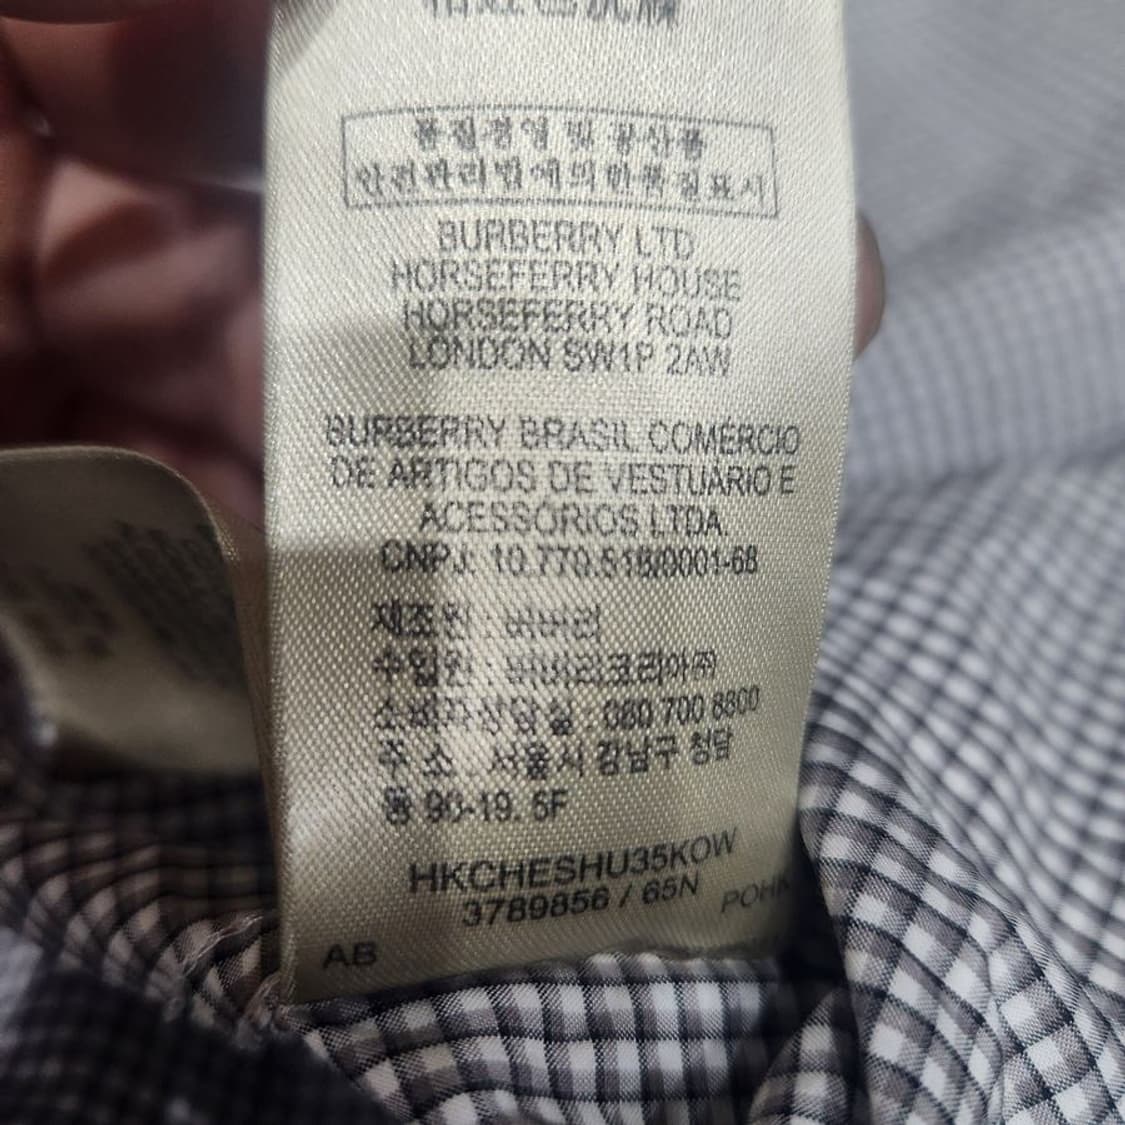 품질경영 및 공산품
안전관리법에의한품질표시
BURBERRY LTD
HORSEFERRY HOUSE
HORSEFERRY ROAD
LONDON SW1P 2AW
BURBERRY BRASIL COMÉRCIO
DE ARTIGOS DE VESTUÁRIO E
ACESSÓRIOS LTDA.
CNPJ: 10.770.518/0001-68
제조원 : 버버리
수입원 : 버버리코리아㈜
소비자상담실 080 700 8800
주 소 : 서울시 강남구 청담
동 90-19. 5F
HKCHESHU35KOW
3789856 / 65N
AB